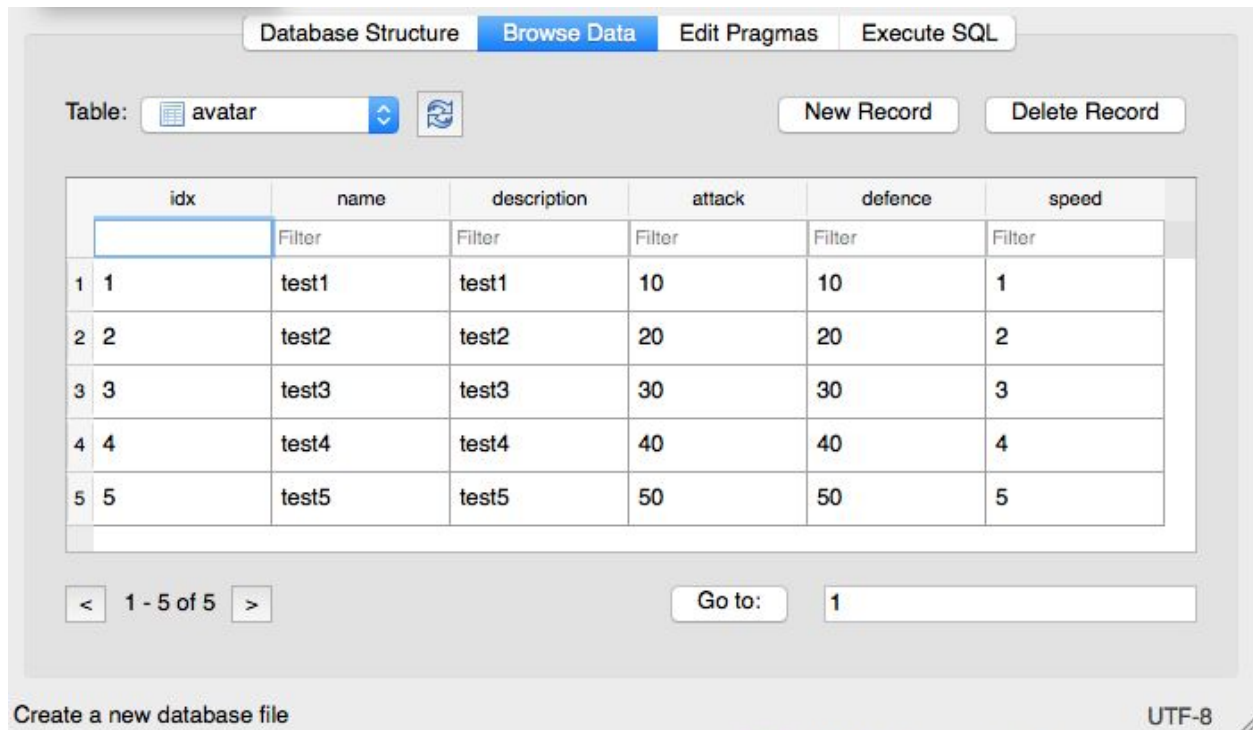 Database Structure Browse Data Edit Pragmas Execute SQL
Table: avatar New Record Delete Record
idx name description attack defence speed
Filter Filter Filter Filter Filter
1 1 test1 test1 10 10 1
2 2 test2 test2 20 20 2
3 3 test3 test3 30 30 3
4 4 test4 test4 40 40 4
5 5 test5 test5 50 50 5
< 1 - 5 of 5 > Go to: 1
Create a new database file UTF-8